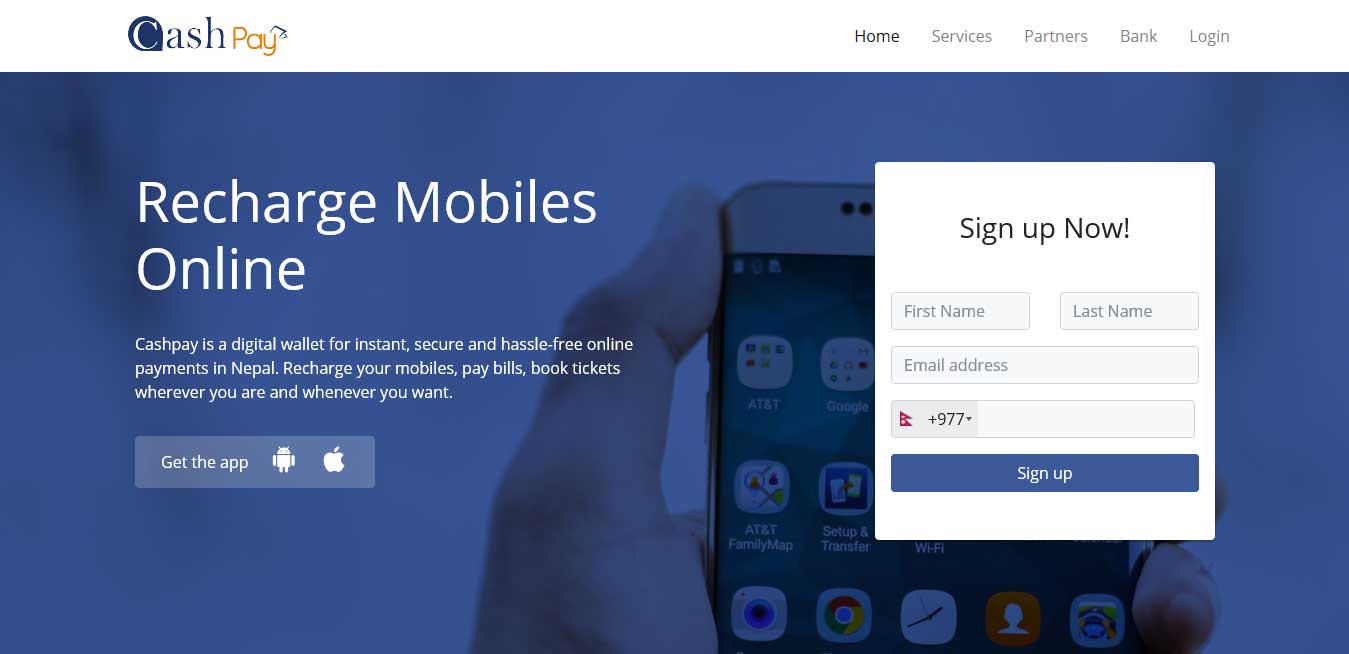 Cash Pay
Home Services Partners Bank Login
Recharge Mobiles
Online
Cashpay is a digital wallet for instant, secure and hassle-free online
payments in Nepal. Recharge your mobiles, pay bills, book tickets
wherever you are and whenever you want.
Get the app
Sign up Now!
First Name Last Name
Email address
+977
Sign up
AT&T Google
AT&T
FamilyMap
Setup &
Transfer
Wi-Fi